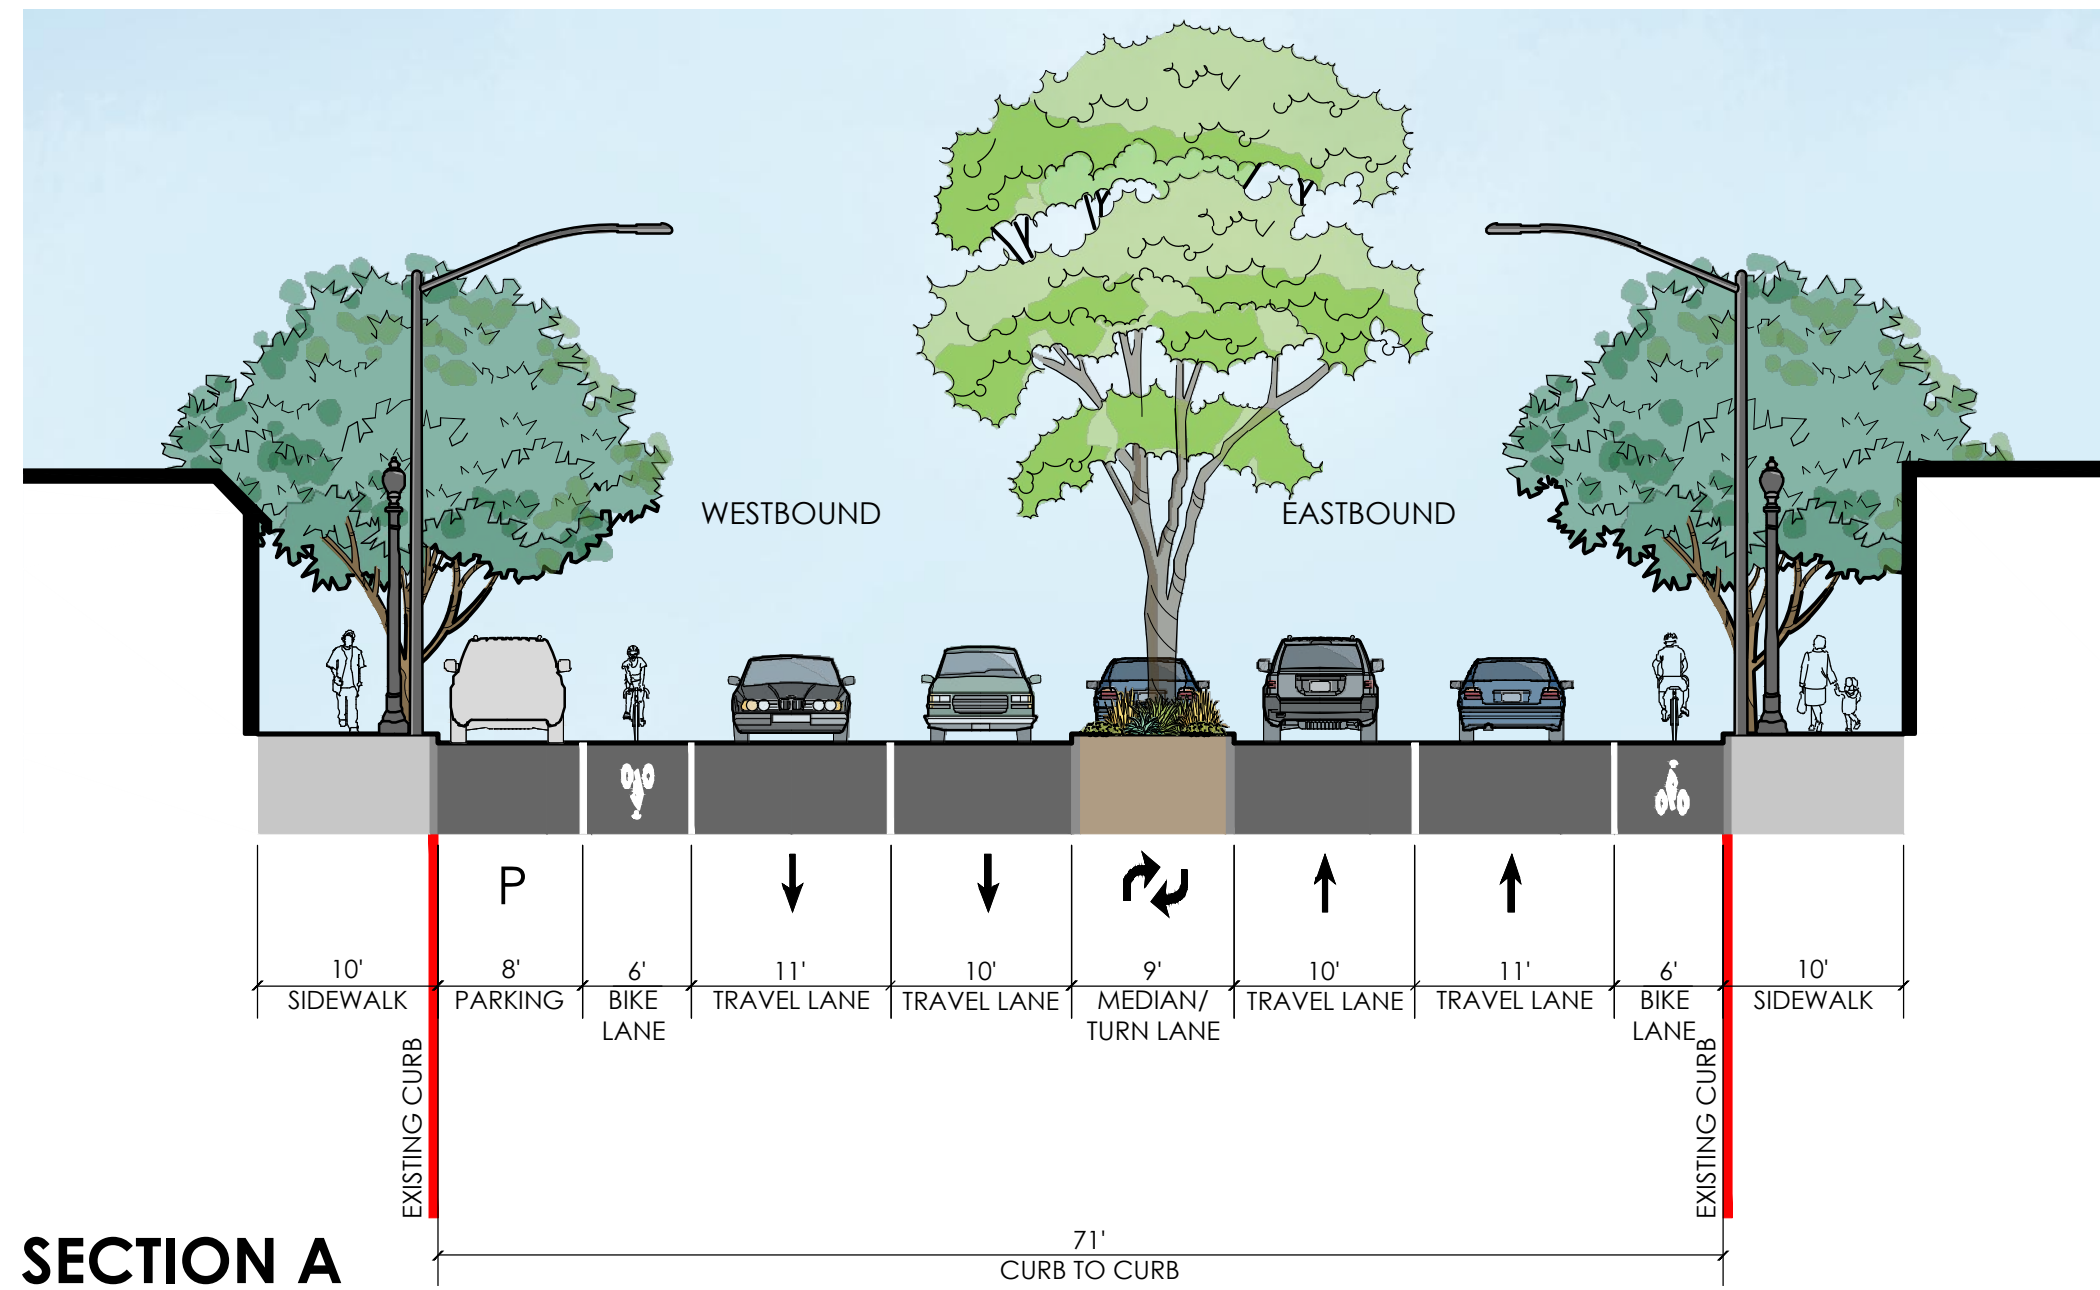 WESTBOUND
EASTBOUND
P
10'
8'
6'
11'
10'
9'
10'
11'
6'
10'
SIDEWALK
PARKING
BIKE
LANE
TRAVEL LANE
TRAVEL LANE
MEDIAN/
TURN LANE
TRAVEL LANE
TRAVEL LANE
BIKE
LANE
SIDEWALK
EXISTING CURB
EXISTING CURB
71'
CURB TO CURB
SECTION A